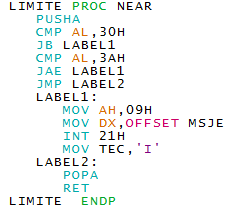 LIMITE PROC NEAR
PUSHA
CMP AL,30H
JB LABEL1
CMP AL,3AH
JAE LABEL1
JMP LABEL2
LABEL1:
MOV AH,09H
MOV DX,OFFSET MSJE
INT 21H
MOV TEC,'I'
LABEL2:
POPA
RET
LIMITE ENDP